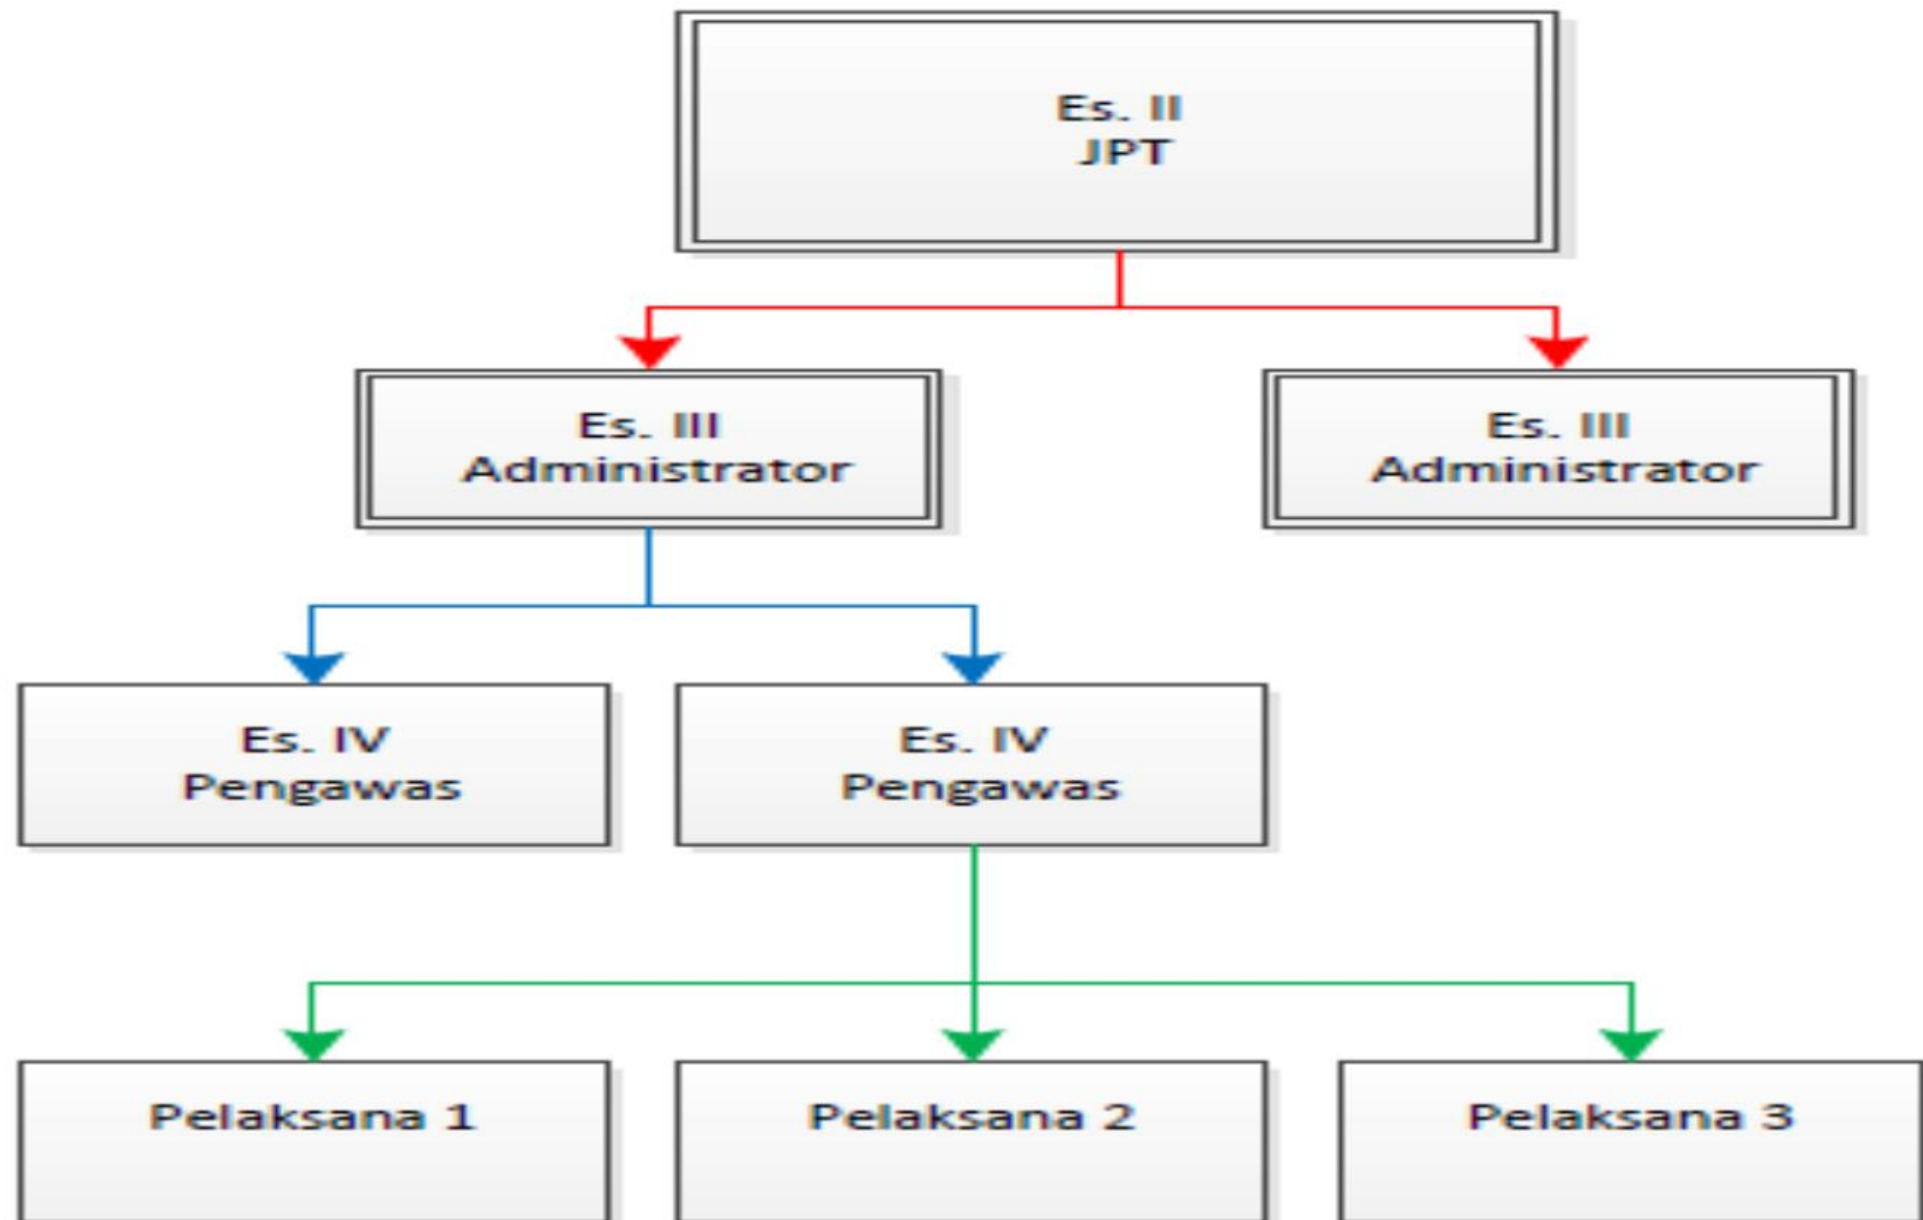 Es. II
JPT
Es. III
Administrator
Es. III
Administrator
Es. IV
Pengawas
Es. IV
Pengawas
Pelaksana 1
Pelaksana 2
Pelaksana 3